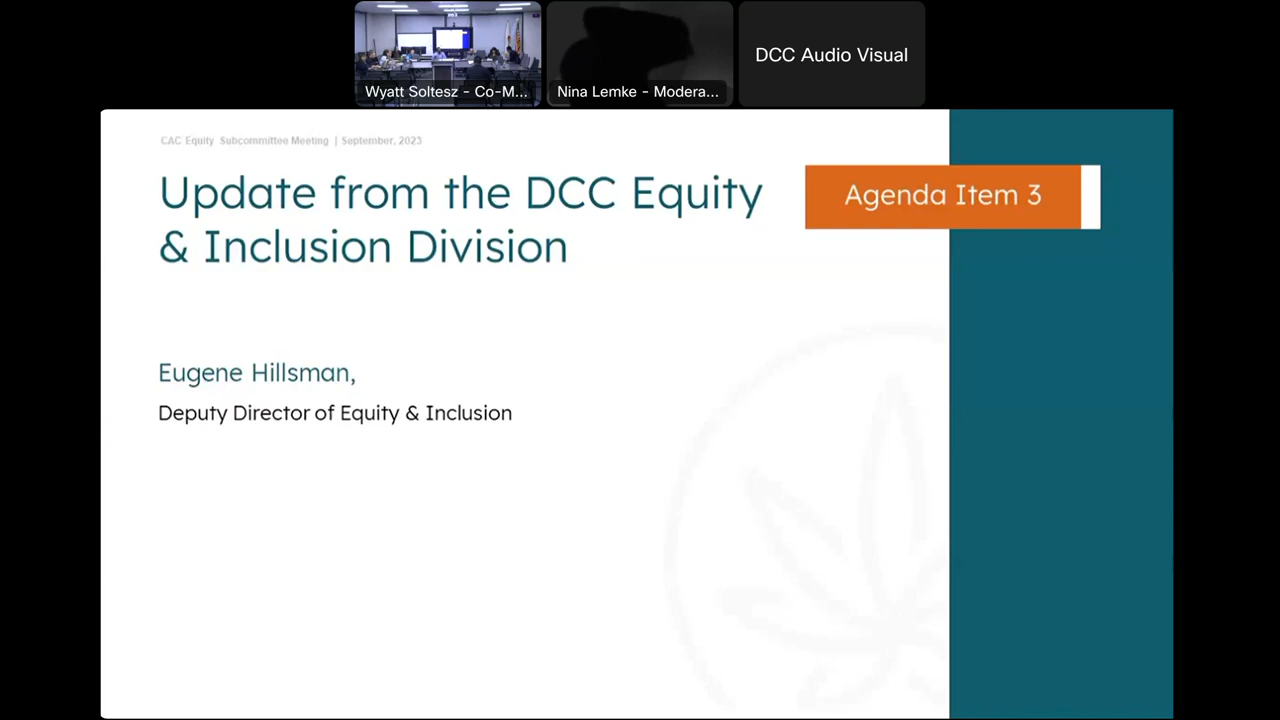 Wyatt Soltesz - Co-M...
Nina Lemke - Modera...
DCC Audio Visual
CAC Equity Subcommittee Meeting | September, 2023
Update from the DCC Equity
& Inclusion Division
Agenda Item 3
Eugene Hillsman,
Deputy Director of Equity & Inclusion